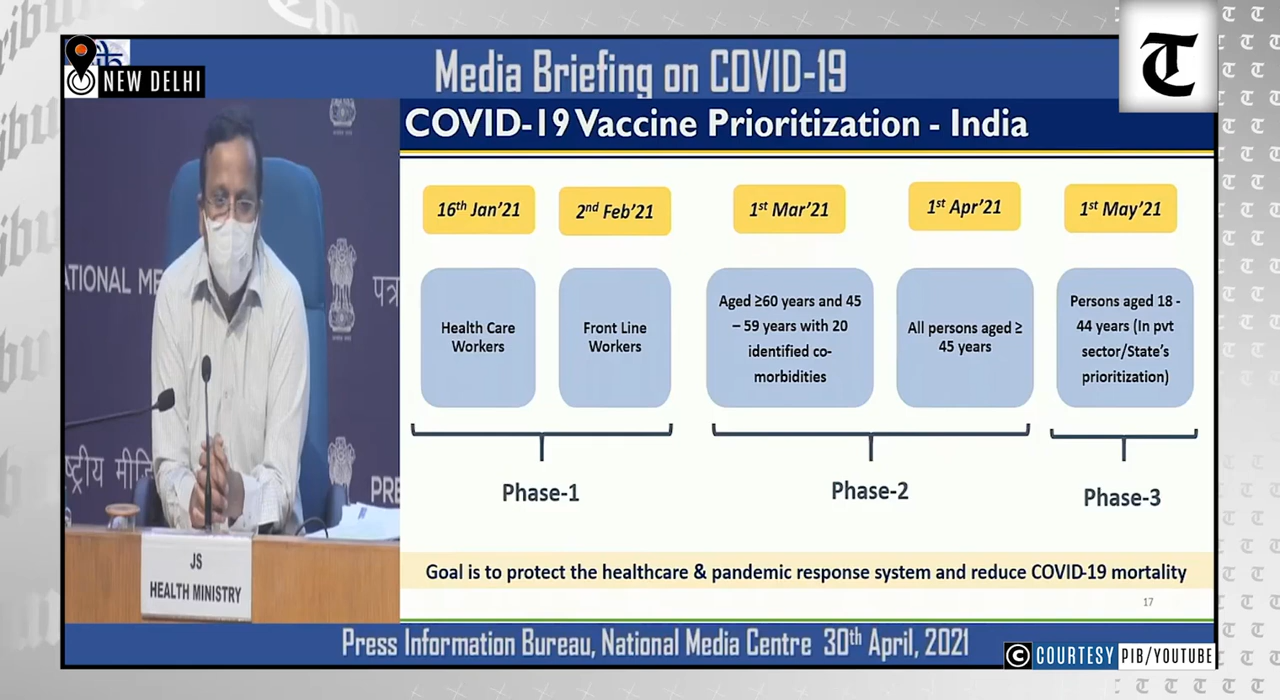 NEW DELHI
Media Briefing on COVID-19
COVID-19 Vaccine Prioritization - India
16th Jan'21
2nd Feb'21
1st Mar'21
1st Apr'21
1st May'21
Health Care
Workers
Front Line
Workers
Aged ≥60 years and 45
– 59 years with 20
identified co-
morbidities
All persons aged ≥
45 years
Persons aged 18 -
44 years (In pvt
sector/State's
prioritization)
Phase-1
Phase-2
Phase-3
Goal is to protect the healthcare & pandemic response system and reduce COVID-19 mortality
17
JS
HEALTH MINISTRY
Press Information Bureau, National Media Centre 30th April, 2021
© COURTESY PIB/YOUTUBE